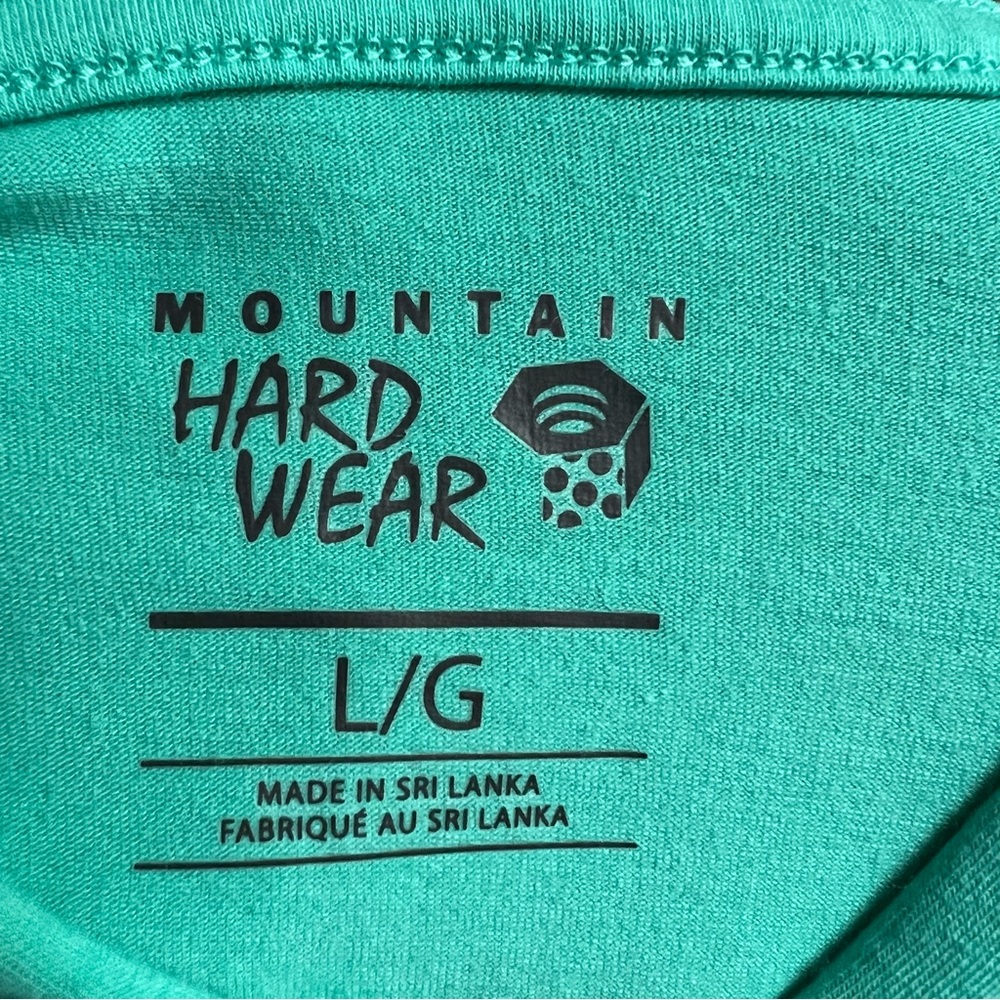 MOUNTAIN
HARD
WEAR
L/G
MADE IN SRI LANKA
FABRIQUÉ AU SRI LANKA